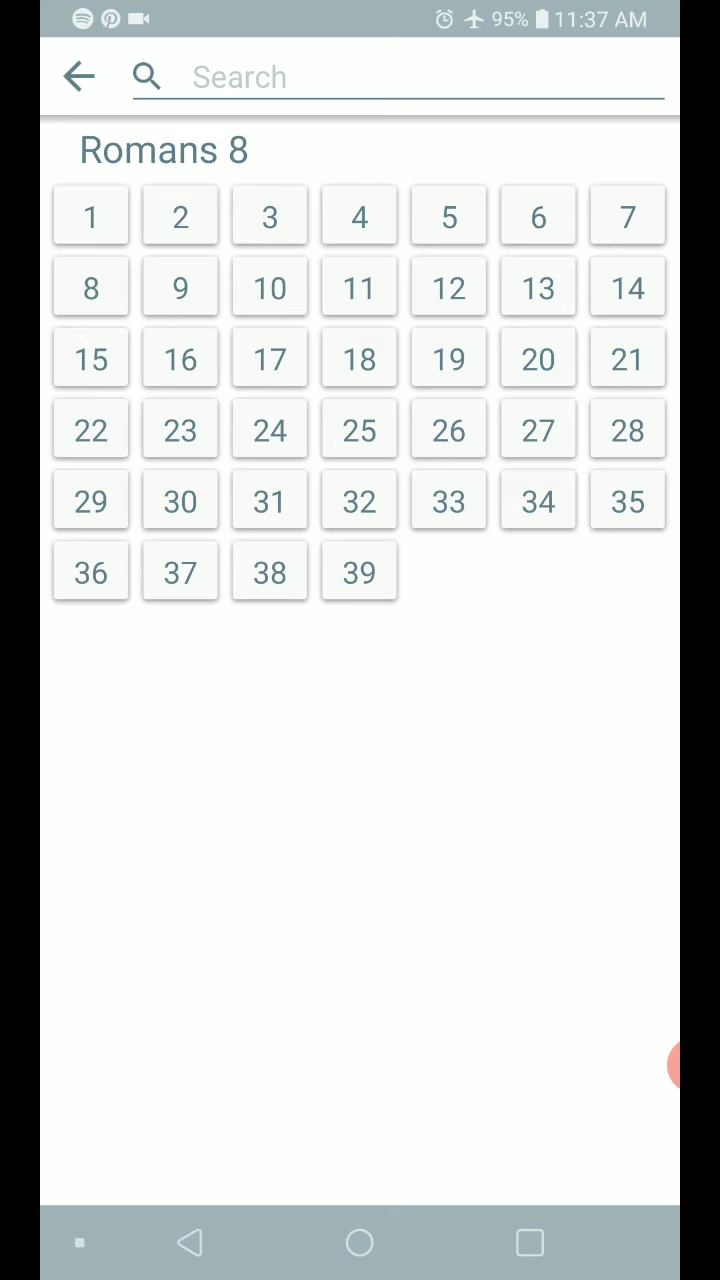 95% 11:37 AM
Search
Romans 8
1 2 3 4 5 6 7
8 9 10 11 12 13 14
15 16 17 18 19 20 21
22 23 24 25 26 27 28
29 30 31 32 33 34 35
36 37 38 39